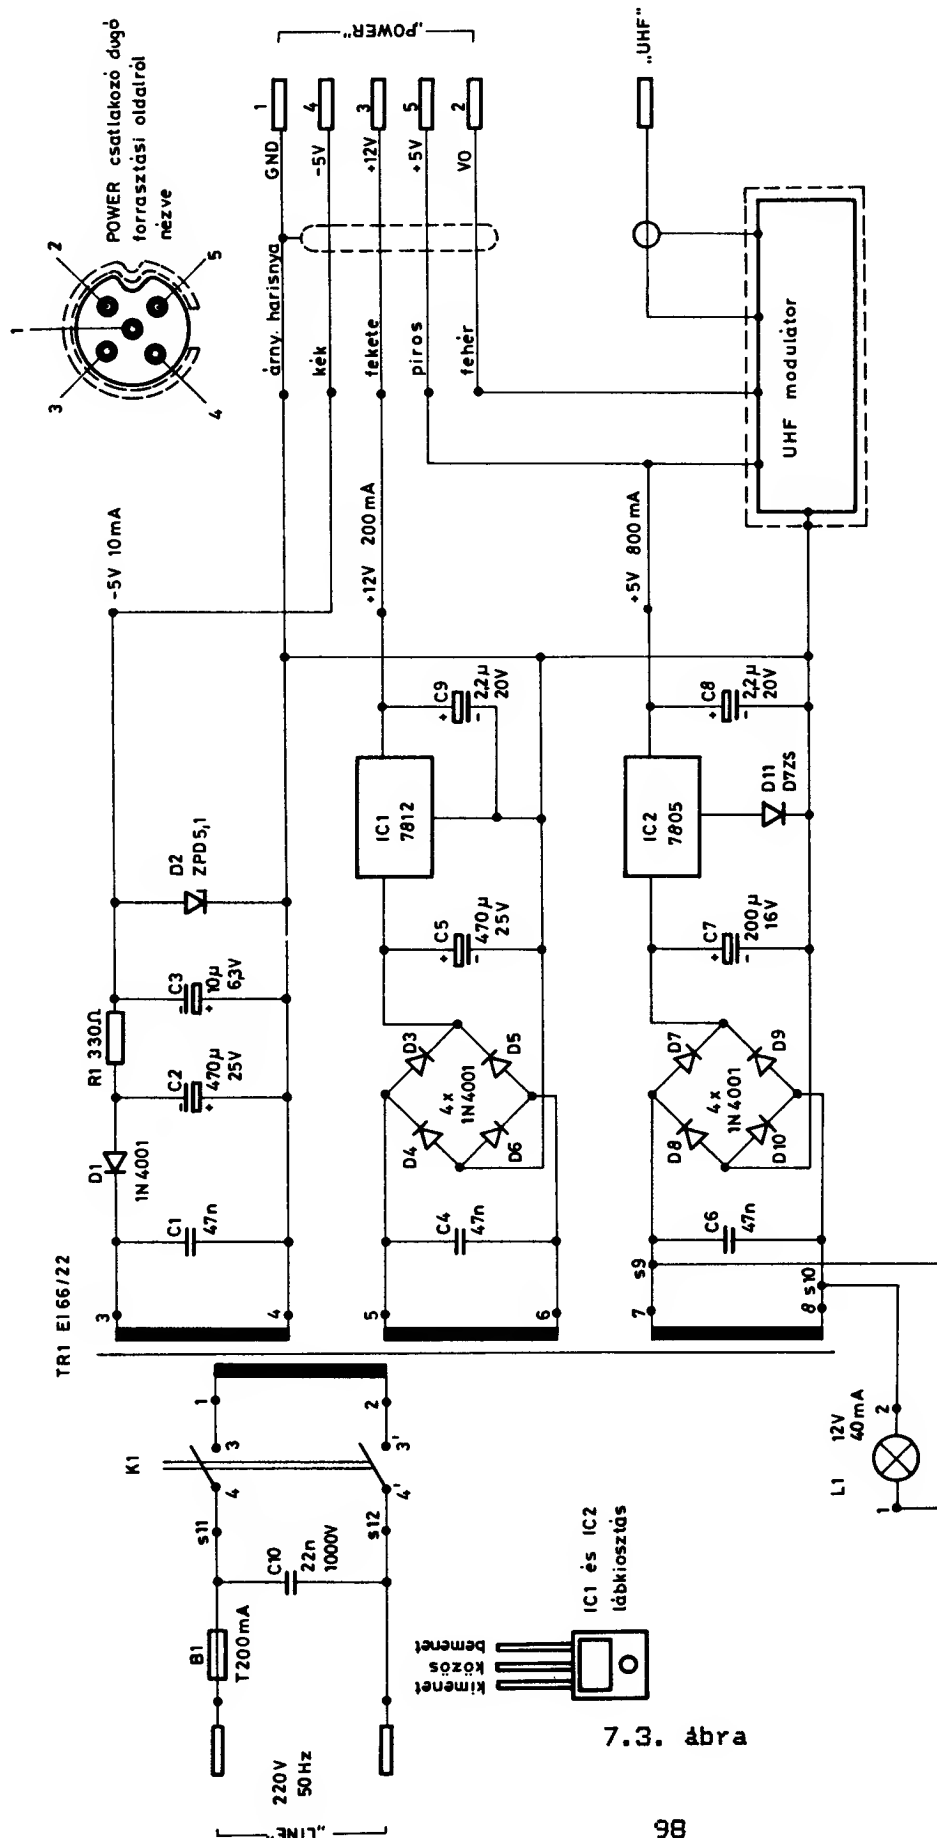 POWER csatlakozó dugó
forrasztási oldalról
nézve
1
2
3
4
5
„POWER”
1
4
3
5
2
GND
-5V
+12V
+5V
VO
árny. harisnya
kék
fekete
piros
fehér
„UHF”
UHF modulátor
-5V 10mA
+12V 200mA
+5V 800mA
TR1 EI66/22
3
4
C1
47n
D1
1N4001
C2
470µ
25V
R1 330Ω
C3
10µ
6,3V
D2
ZPD5,1
5
6
C4
47n
D3
D4
D5
D6
4x
1N4001
C5
470µ
25V
IC1
7812
C9
2,2µ
20V
7
8
s9
s10
C6
47n
D7
D8
D9
D10
4x
1N4001
C7
200µ
16V
IC2
7805
D11
D7ZS
C8
2,2µ
20V
„LINE”
220V
50Hz
B1
T200mA
C10
22n
1000V
s11
s12
K1
4
3
4'
3'
1
2
L1
12V
40mA
1
2
kimenet
közös
bemenet
IC1 és IC2
lábkiosztás
7.3. ábra
98